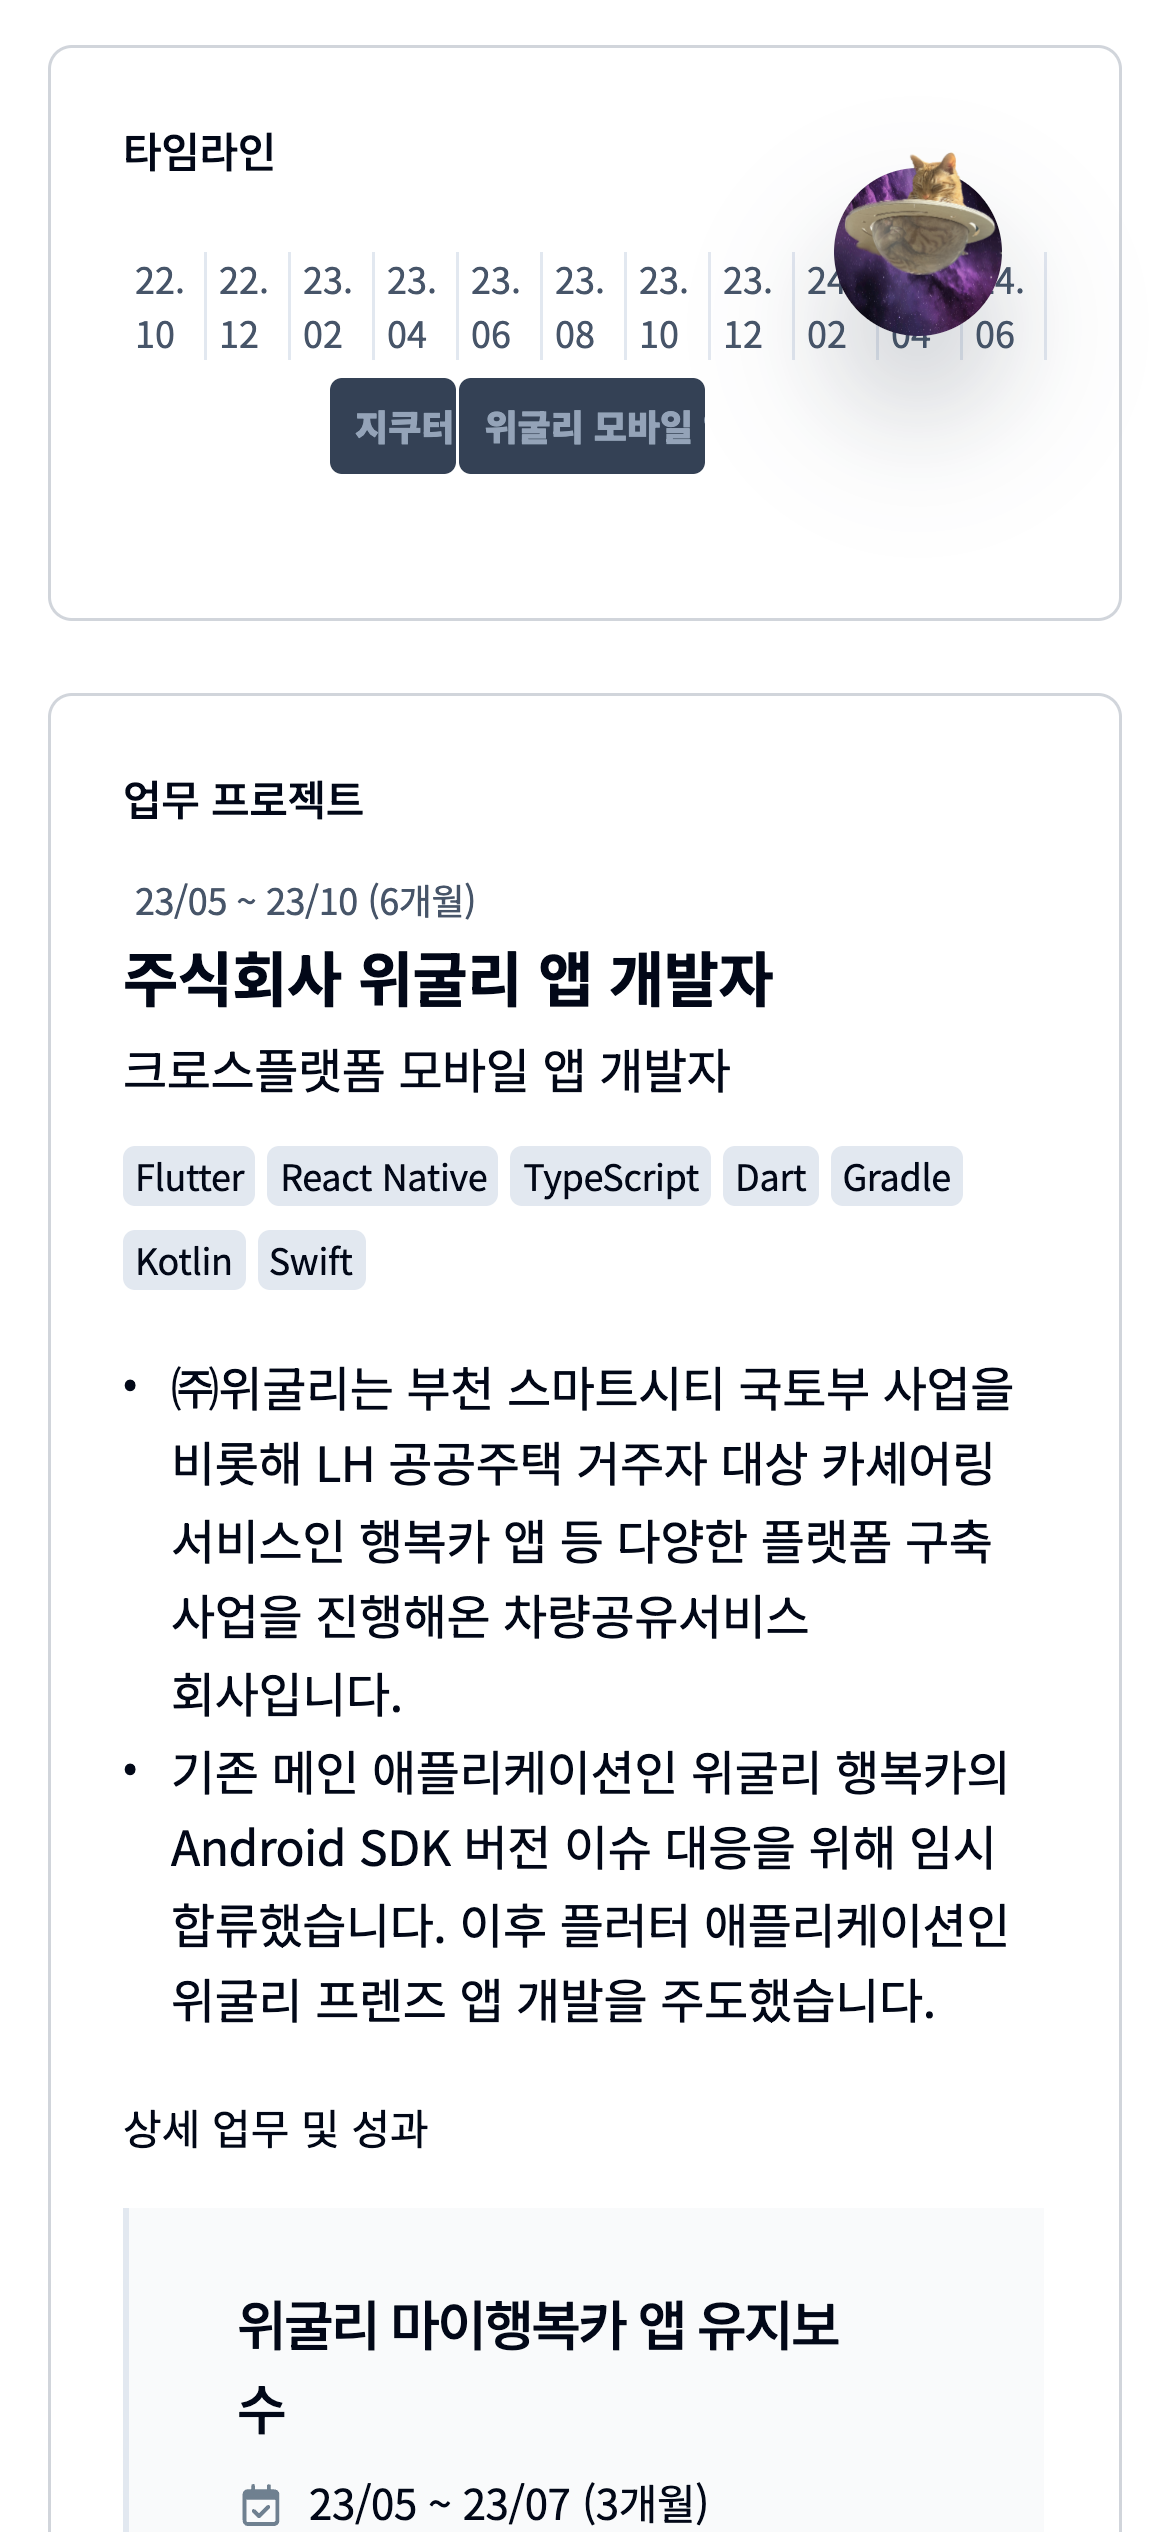 타임라인
22. 22. 23. 23. 23. 23. 23. 23. 24 4.
10 12 02 04 06 08 10 12 02 04 06
지쿠터 위굴리 모바일
업무 프로젝트
23/05 ~ 23/10 (6개월)
주식회사 위굴리 앱 개발자
크로스플랫폼 모바일 앱 개발자
Flutter React Native TypeScript Dart Gradle
Kotlin Swift
• ㈜위굴리는 부천 스마트시티 국토부 사업을
비롯해 LH 공공주택 거주자 대상 카셰어링
서비스인 행복카 앱 등 다양한 플랫폼 구축
사업을 진행해온 차량공유서비스
회사입니다.
• 기존 메인 애플리케이션인 위굴리 행복카의
Android SDK 버전 이슈 대응을 위해 임시
합류했습니다. 이후 플러터 애플리케이션인
위굴리 프렌즈 앱 개발을 주도했습니다.
상세 업무 및 성과
위굴리 마이행복카 앱 유지보
수
23/05 ~ 23/07 (3개월)